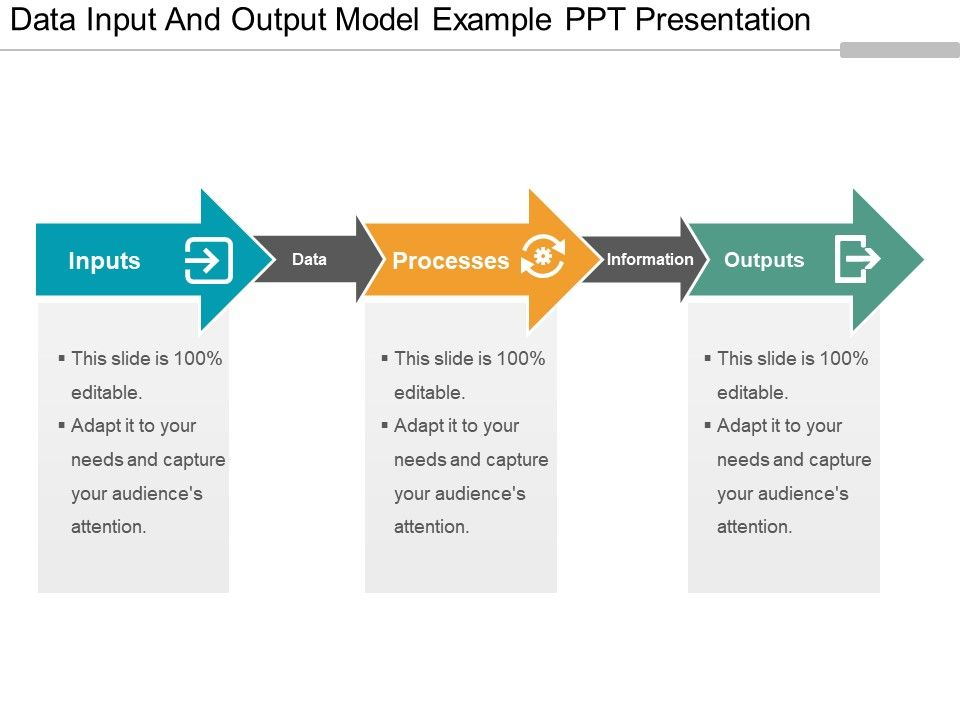 Data Input And Output Model Example PPT Presentation
Inputs
Data
Processes
Information
Outputs
▪ This slide is 100%
editable.
▪ Adapt it to your
needs and capture
your audience's
attention.
▪ This slide is 100%
editable.
▪ Adapt it to your
needs and capture
your audience's
attention.
▪ This slide is 100%
editable.
▪ Adapt it to your
needs and capture
your audience's
attention.